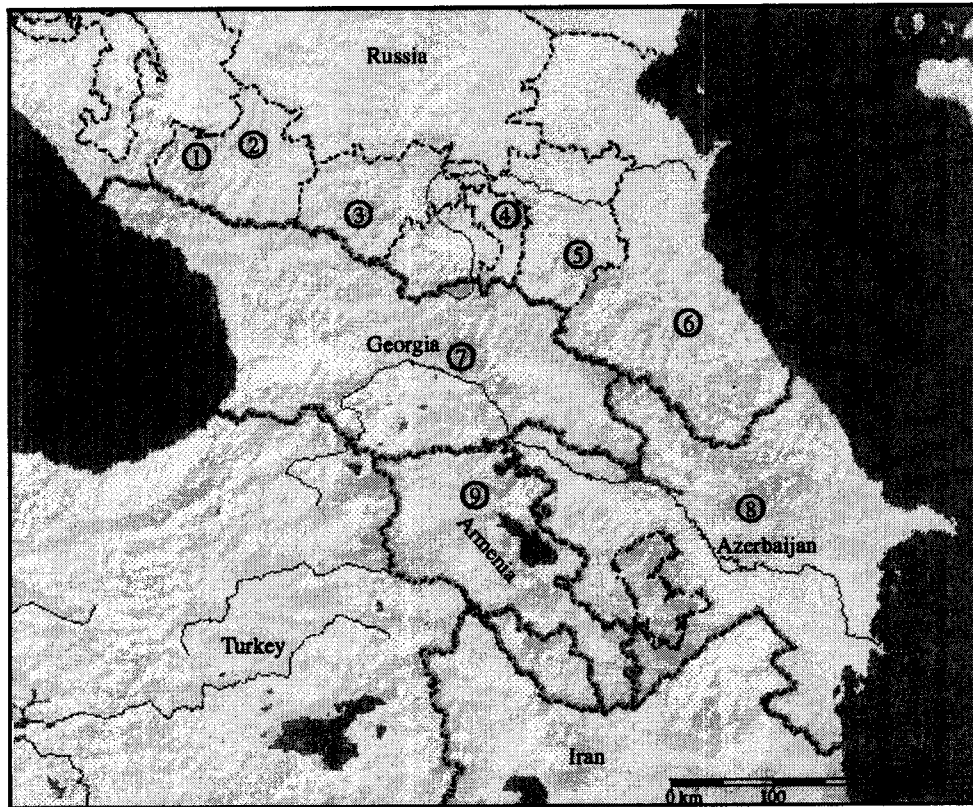 Russia
①
②
③
④
⑤
⑥
Georgia
⑦
⑨
Armenia
⑧
Azerbaijan
Turkey
Iran
0 km 100